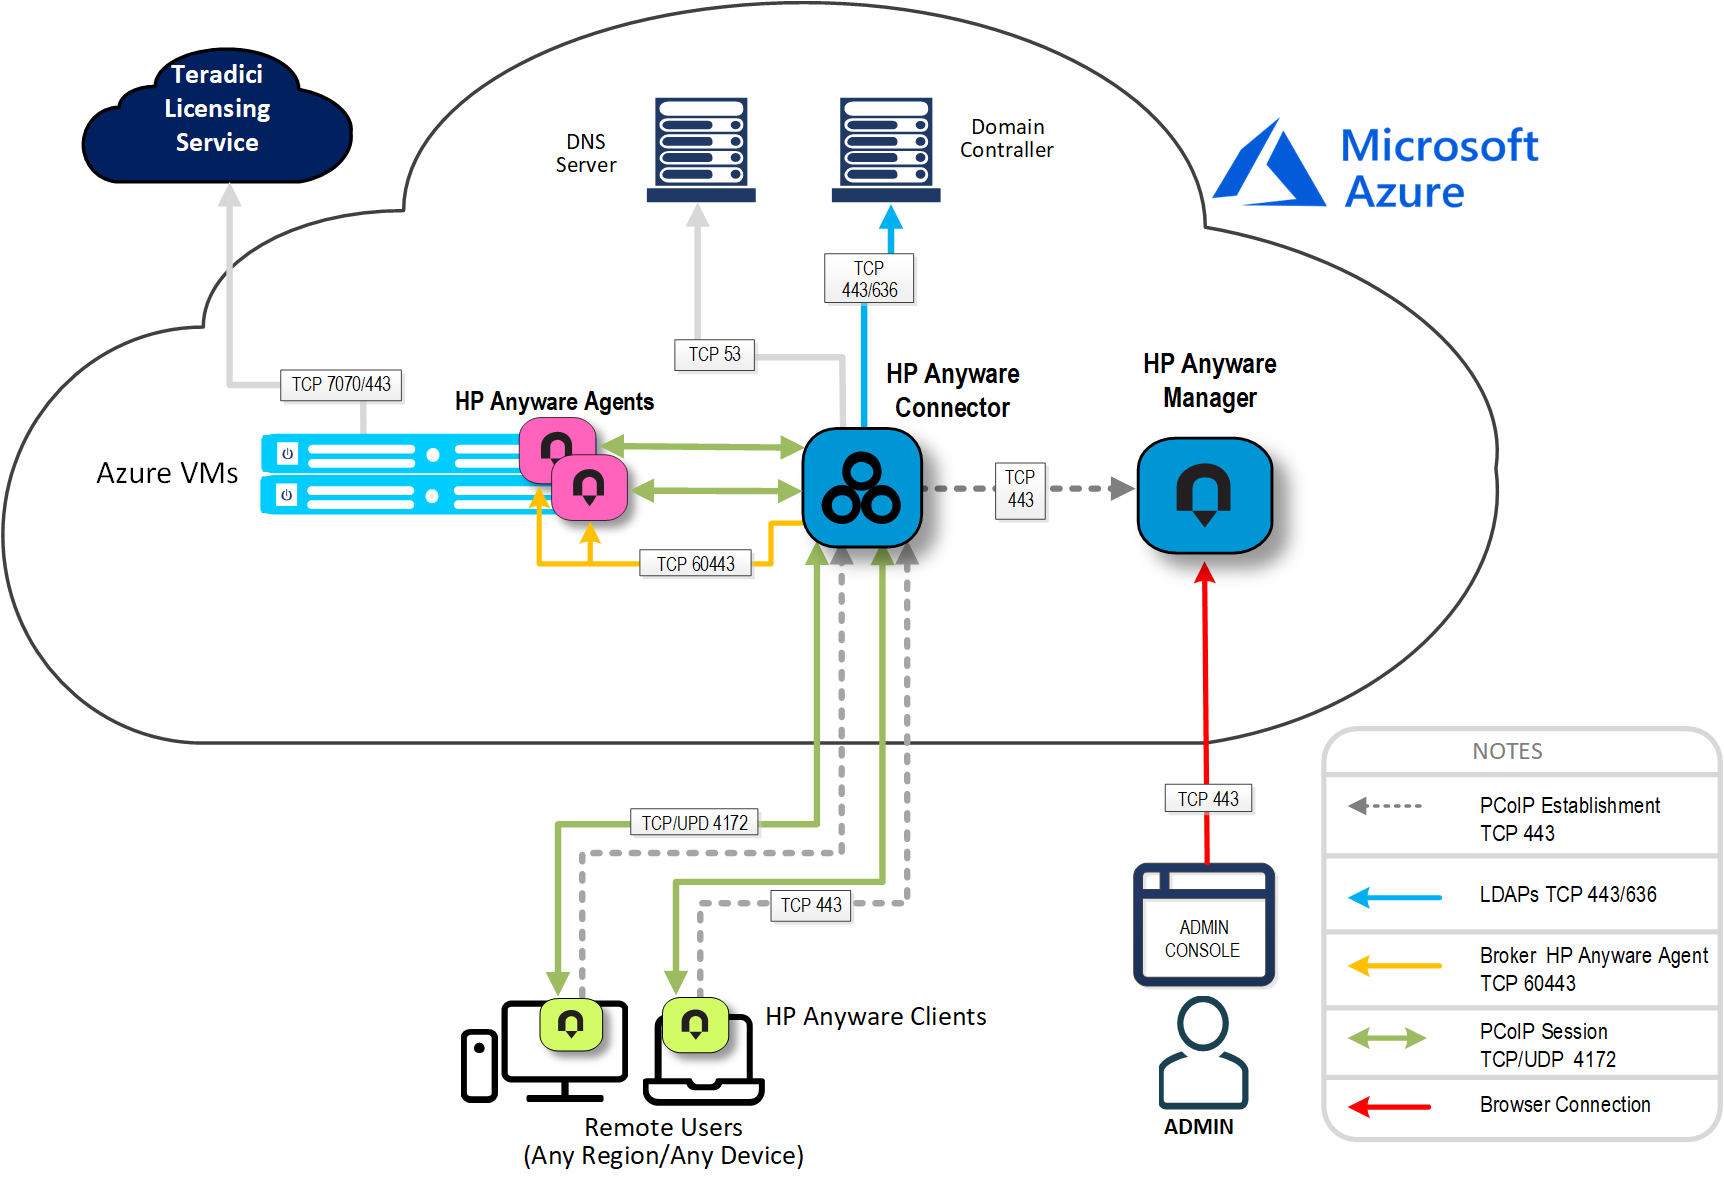 Teradici
Licensing
Service
DNS
Server
Domain
Contraller
Microsoft
Azure
TCP
443/636
TCP 53
TCP 7070/443
HP Anyware Agents
HP Anyware
Connector
HP Anyware
Manager
Azure VMs
TCP
443
TCP 60443
TCP/UPD 4172
TCP 443
TCP 443
ADMIN
CONSOLE
HP Anyware Clients
Remote Users
(Any Region/Any Device)
ADMIN
NOTES
PCoIP Establishment
TCP 443
LDAPs TCP 443/636
Broker HP Anyware Agent
TCP 60443
PCoIP Session
TCP/UDP 4172
Browser Connection